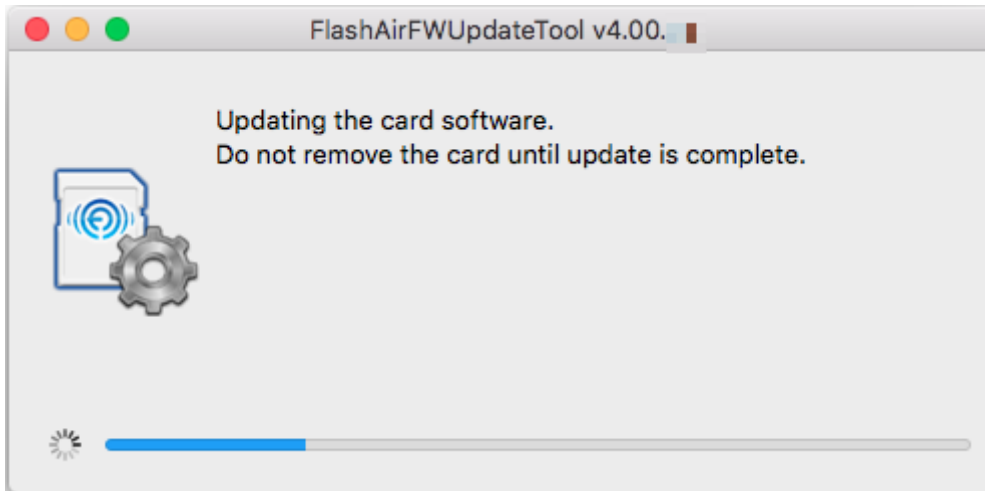 FlashAirFWUpdateTool v4.00.
Updating the card software.
Do not remove the card until update is complete.